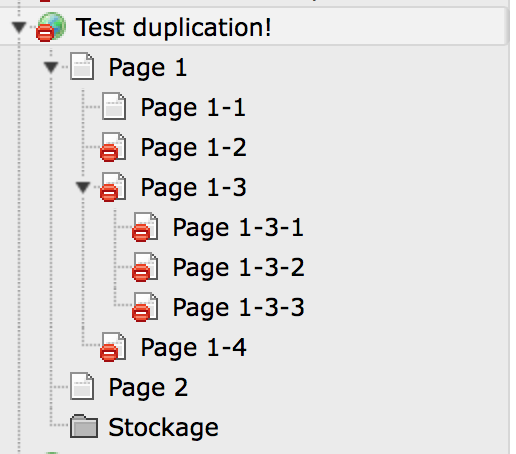 Test duplication!
Page 1
Page 1-1
Page 1-2
Page 1-3
Page 1-3-1
Page 1-3-2
Page 1-3-3
Page 1-4
Page 2
Stockage